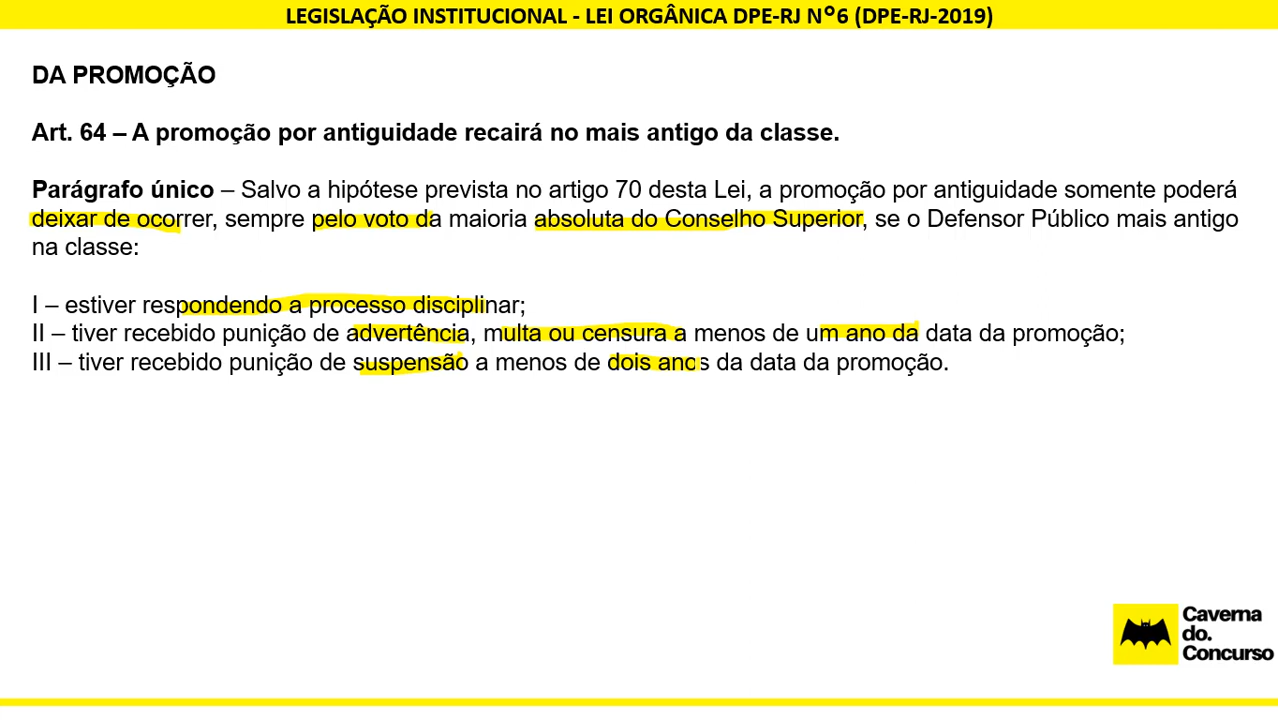 LEGISLAÇÃO INSTITUCIONAL - LEI ORGÂNICA DPE-RJ Nº6 (DPE-RJ-2019)
DA PROMOÇÃO
Art. 64 – A promoção por antiguidade recairá no mais antigo da classe.
Parágrafo único – Salvo a hipótese prevista no artigo 70 desta Lei, a promoção por antiguidade somente poderá
deixar de ocorrer, sempre pelo voto da maioria absoluta do Conselho Superior, se o Defensor Público mais antigo
na classe:
I – estiver respondendo a processo disciplinar;
II – tiver recebido punição de advertência, multa ou censura a menos de um ano da data da promoção;
III – tiver recebido punição de suspensão a menos de dois anos da data da promoção.
Caverna
do.
Concurso